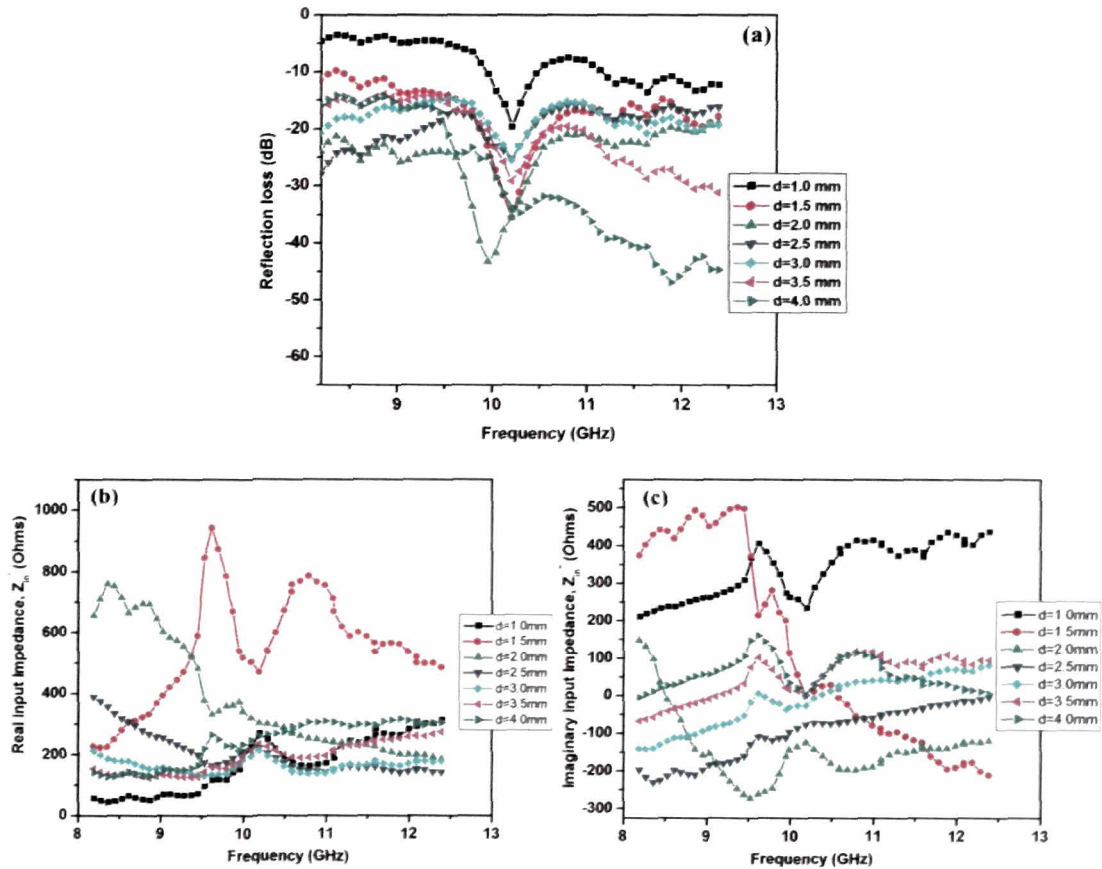 (a)
0
-10
-20
-30
-40
-50
-60
Reflection loss (dB)
9 10 11 12 13
Frequency (GHz)
d=1.0 mm
d=1.5 mm
d=2.0 mm
d=2.5 mm
d=3.0 mm
d=3.5 mm
d=4.0 mm
(b)
1000
800
600
400
200
0
Real Input Impedance, Z'in (Ohms)
8 9 10 11 12 13
Frequency (GHz)
d=1 0mm
d=1 5mm
d=2 0mm
d=2 5mm
d=3 0mm
d=3 5mm
d=4 0mm
(c)
500
400
300
200
100
0
-100
-200
-300
Imaginary Input Impedance, Z"in (Ohms)
8 9 10 11 12 13
Frequency (GHz)
d=1 0mm
d=1 5mm
d=2 0mm
d=2 5mm
d=3 0mm
d=3 5mm
d=4 0mm